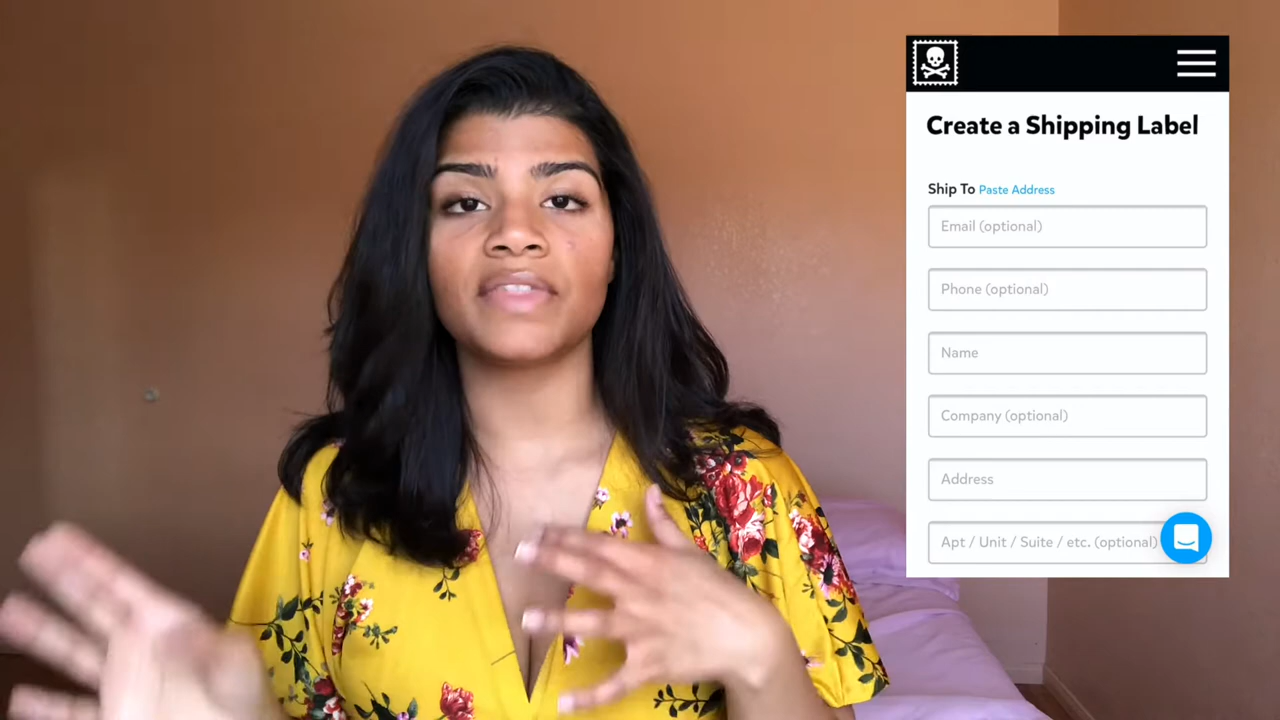 Create a Shipping Label
Ship To Paste Address
Email (optional)
Phone (optional)
Name
Company (optional)
Address
Apt / Unit / Suite / etc. (optional)